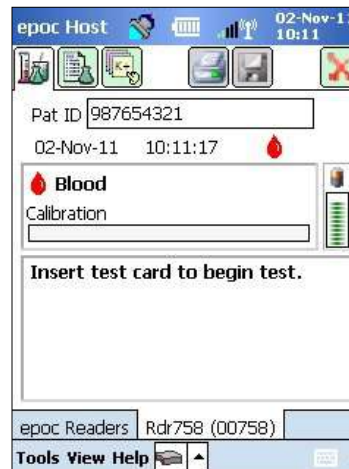 epoc Host
02-Nov-1
10:11
Pat ID 987654321
02-Nov-11 10:11:17
Blood
Calibration
Insert test card to begin test.
epoc Readers Rdr758 (00758)
Tools View Help